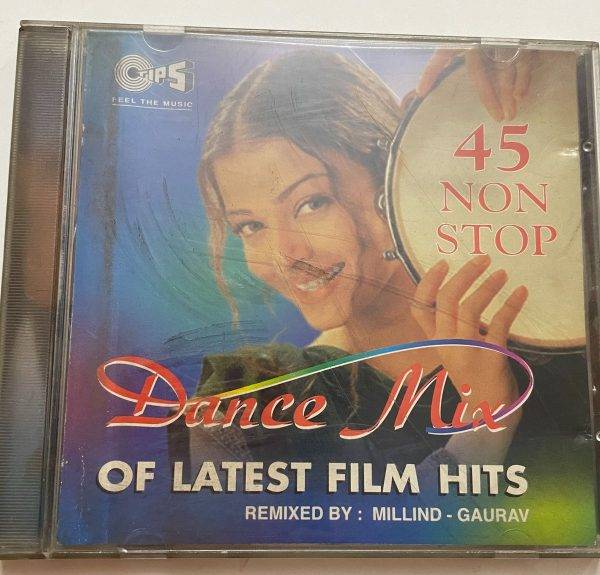 TIPS
FEEL THE MUSIC
45
NON
STOP
Dance Mix
OF LATEST FILM HITS
REMIXED BY : MILLIND - GAURAV